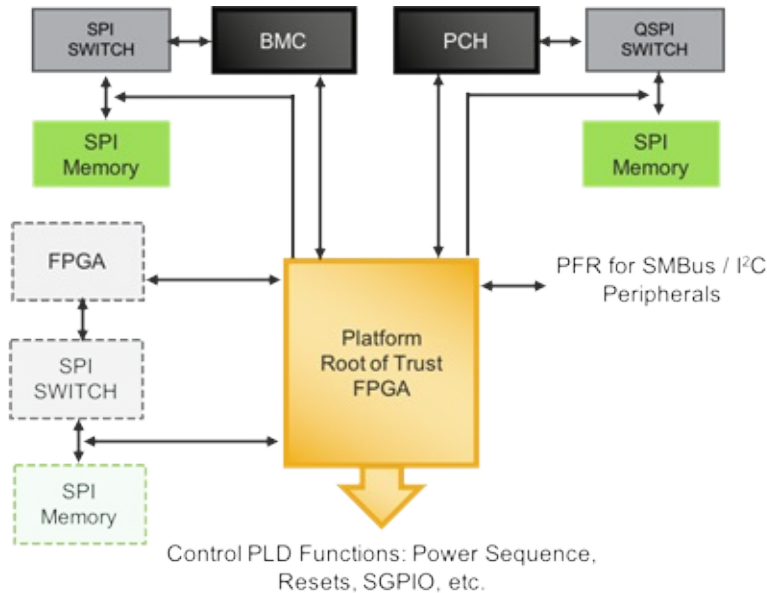 SPI
SWITCH
BMC
PCH
QSPI
SWITCH
SPI
Memory
SPI
Memory
FPGA
PFR for SMBus / I²C
Peripherals
Platform
Root of Trust
FPGA
SPI
SWITCH
SPI
Memory
Control PLD Functions: Power Sequence,
Resets, SGPIO, etc.